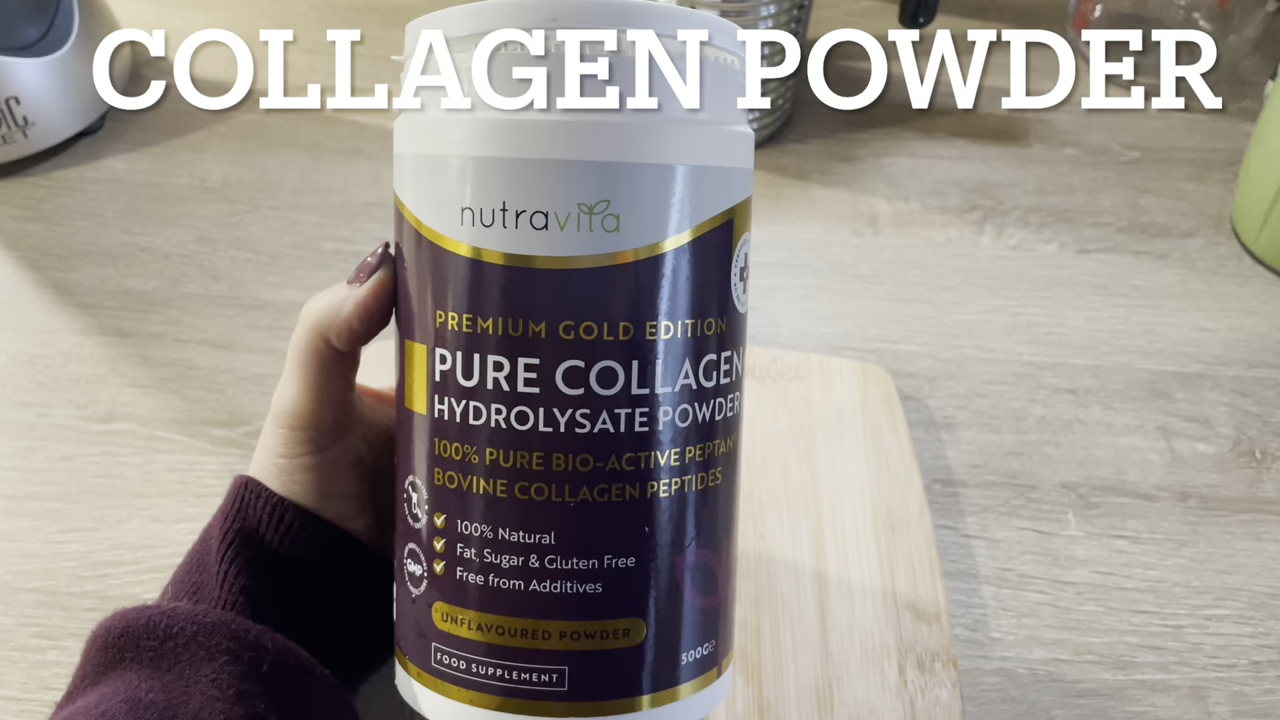 COLLAGEN POWDER
nutravita
PREMIUM GOLD EDITION
PURE COLLAGEN
HYDROLYSATE POWDER
100% PURE BIO-ACTIVE PEPTAN
BOVINE COLLAGEN PEPTIDES
100% Natural
Fat, Sugar & Gluten Free
Free from Additives
GMP
UNFLAVOURED POWDER
500G℮
FOOD SUPPLEMENT